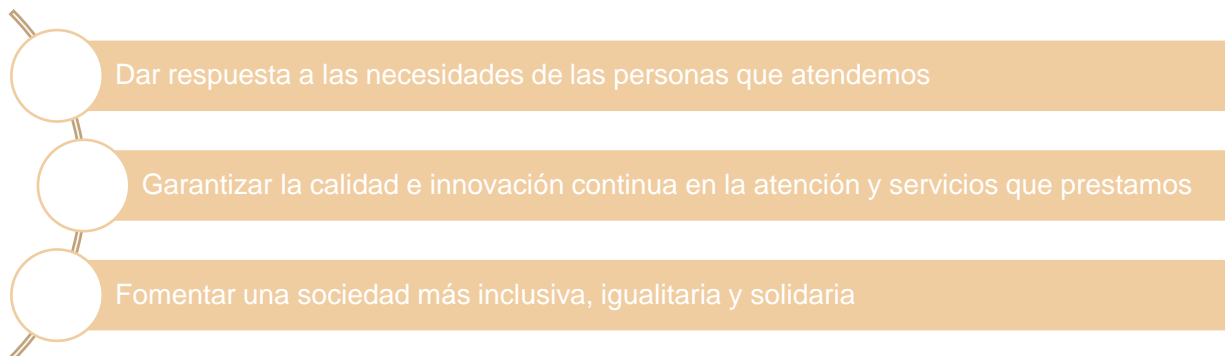 Dar respuesta a las necesidades de las personas que atendemos
Garantizar la calidad e innovación continua en la atención y servicios que prestamos
Fomentar una sociedad más inclusiva, igualitaria y solidaria